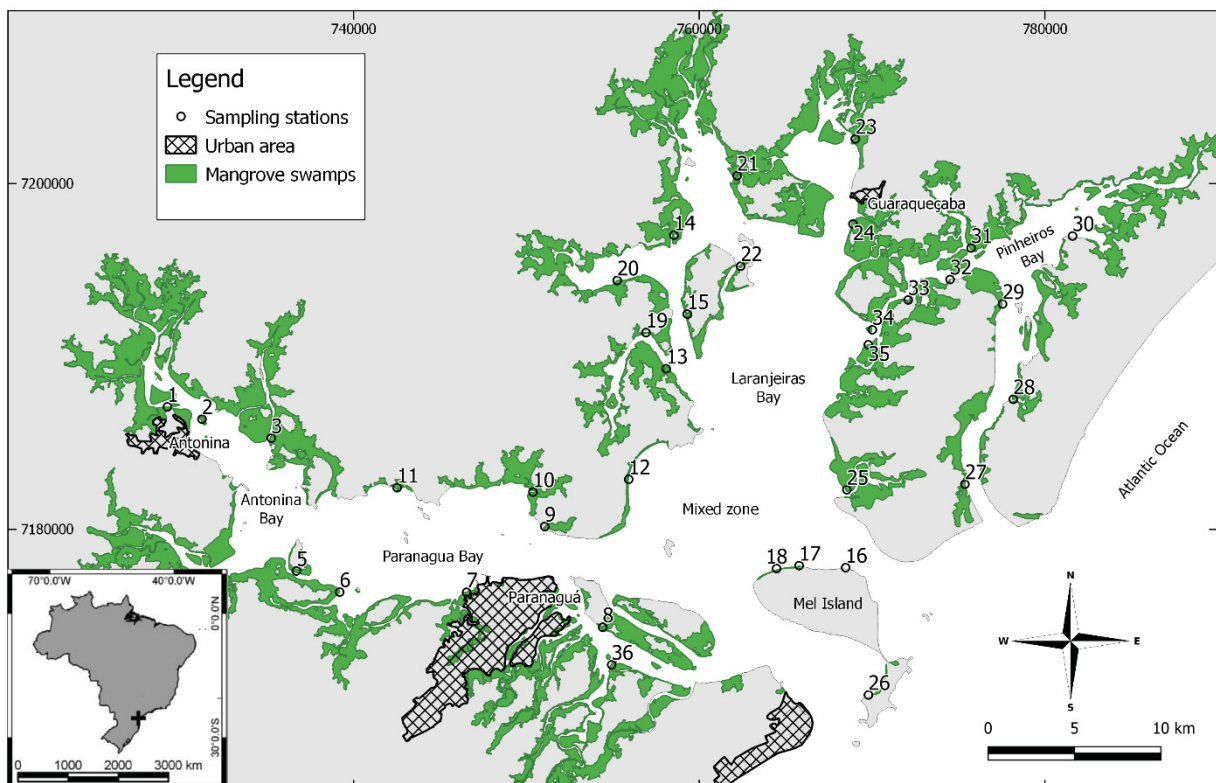 740000
760000
780000
Legend
Sampling stations
Urban area
Mangrove swamps
7200000
7180000
23
21
Guaraqueçaba
14
24
31
30
Pinheiros
Bay
22
20
32
33
29
15
19
34
35
13
Laranjeiras
Bay
28
1
2
Antonina
3
Atlantic Ocean
11
10
12
25
27
Antonina
Bay
9
Mixed zone
Paranagua Bay
5
6
7
Paranaguá
8
18
17
16
Mel Island
36
26
N
W
E
S
0
5
10 km
70°0.0'W
40°0.0'W
0°0.0'N
30°0.0'S
0
1000
2000
3000 km